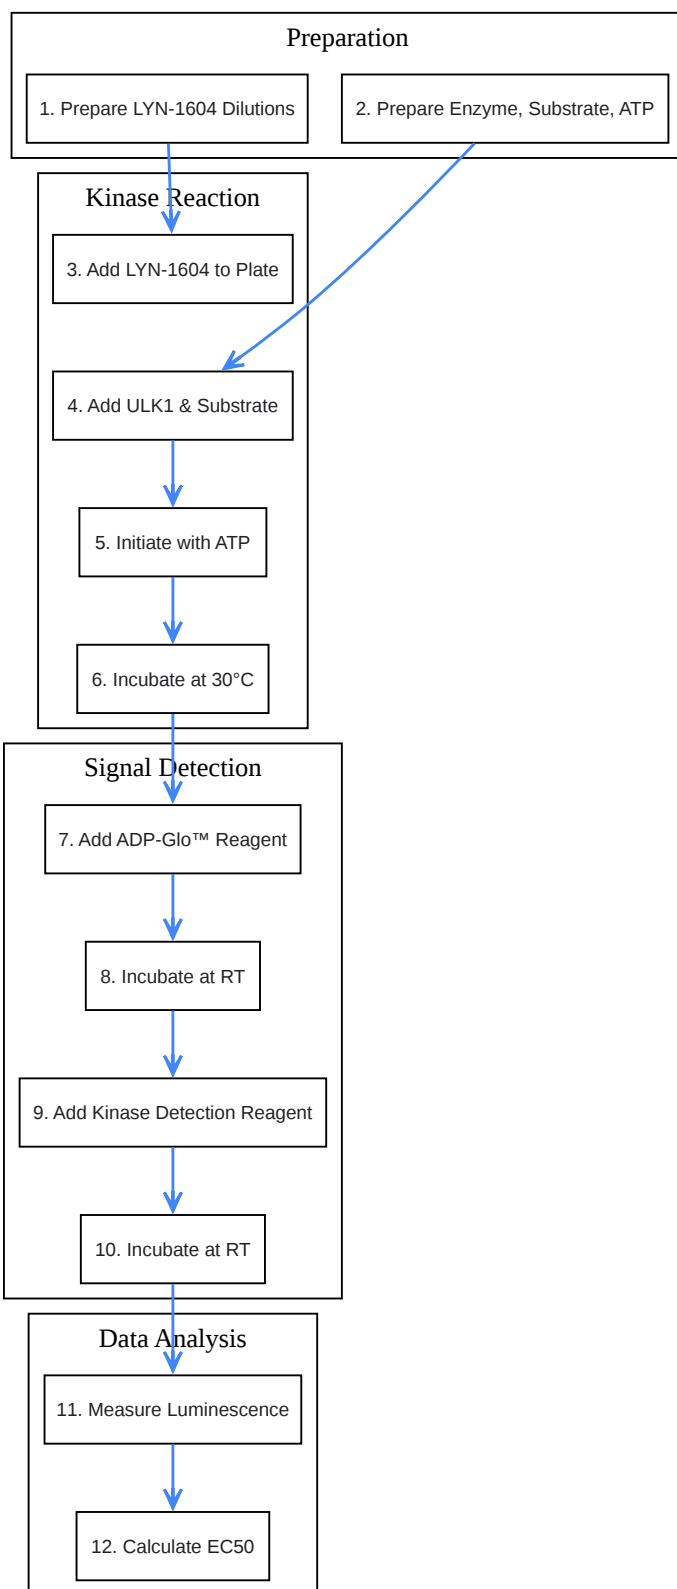 Preparation
1. Prepare LYN-1604 Dilutions
2. Prepare Enzyme, Substrate, ATP
Kinase Reaction
3. Add LYN-1604 to Plate
4. Add ULK1 & Substrate
5. Initiate with ATP
6. Incubate at 30°C
Signal Detection
7. Add ADP-Glo™ Reagent
8. Incubate at RT
9. Add Kinase Detection Reagent
10. Incubate at RT
Data Analysis
11. Measure Luminescence
12. Calculate EC50